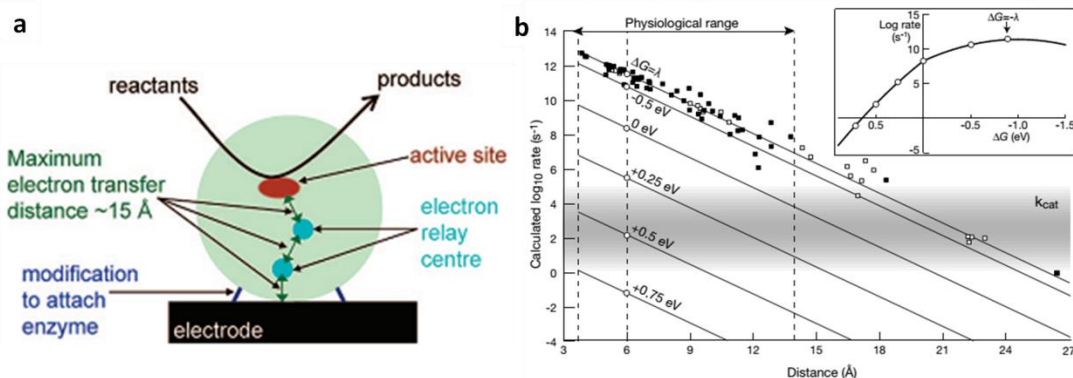 a
reactants
products
Maximum
electron transfer
distance ~15 Å
active site
electron
relay
centre
modification
to attach
enzyme
electrode
b
Physiological range
Calculated log10 rate (s-1)
14
12
10
8
6
4
2
0
-2
-4
ΔG=λ
-0.5 eV
0 eV
+0.25 eV
+0.5 eV
+0.75 eV
kcat
3
6
9
12
15
18
21
24
27
Distance (Å)
Log rate
(s-1)
ΔG=-λ
15
10
5
-5
0.5
0
-0.5
-1.0
-1.5
ΔG (eV)